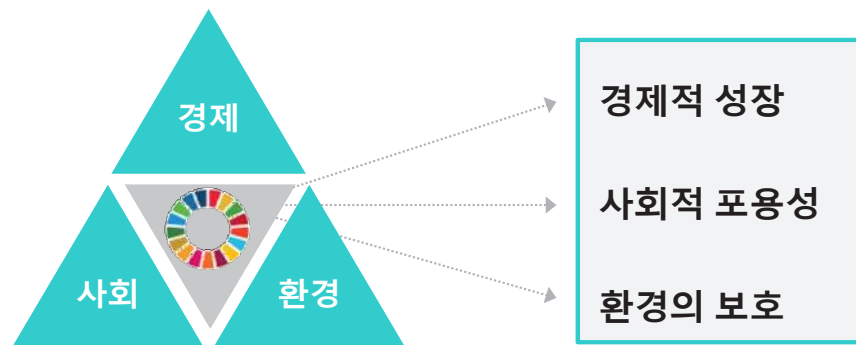 경제
사회
환경
경제적 성장
사회적 포용성
환경의 보호